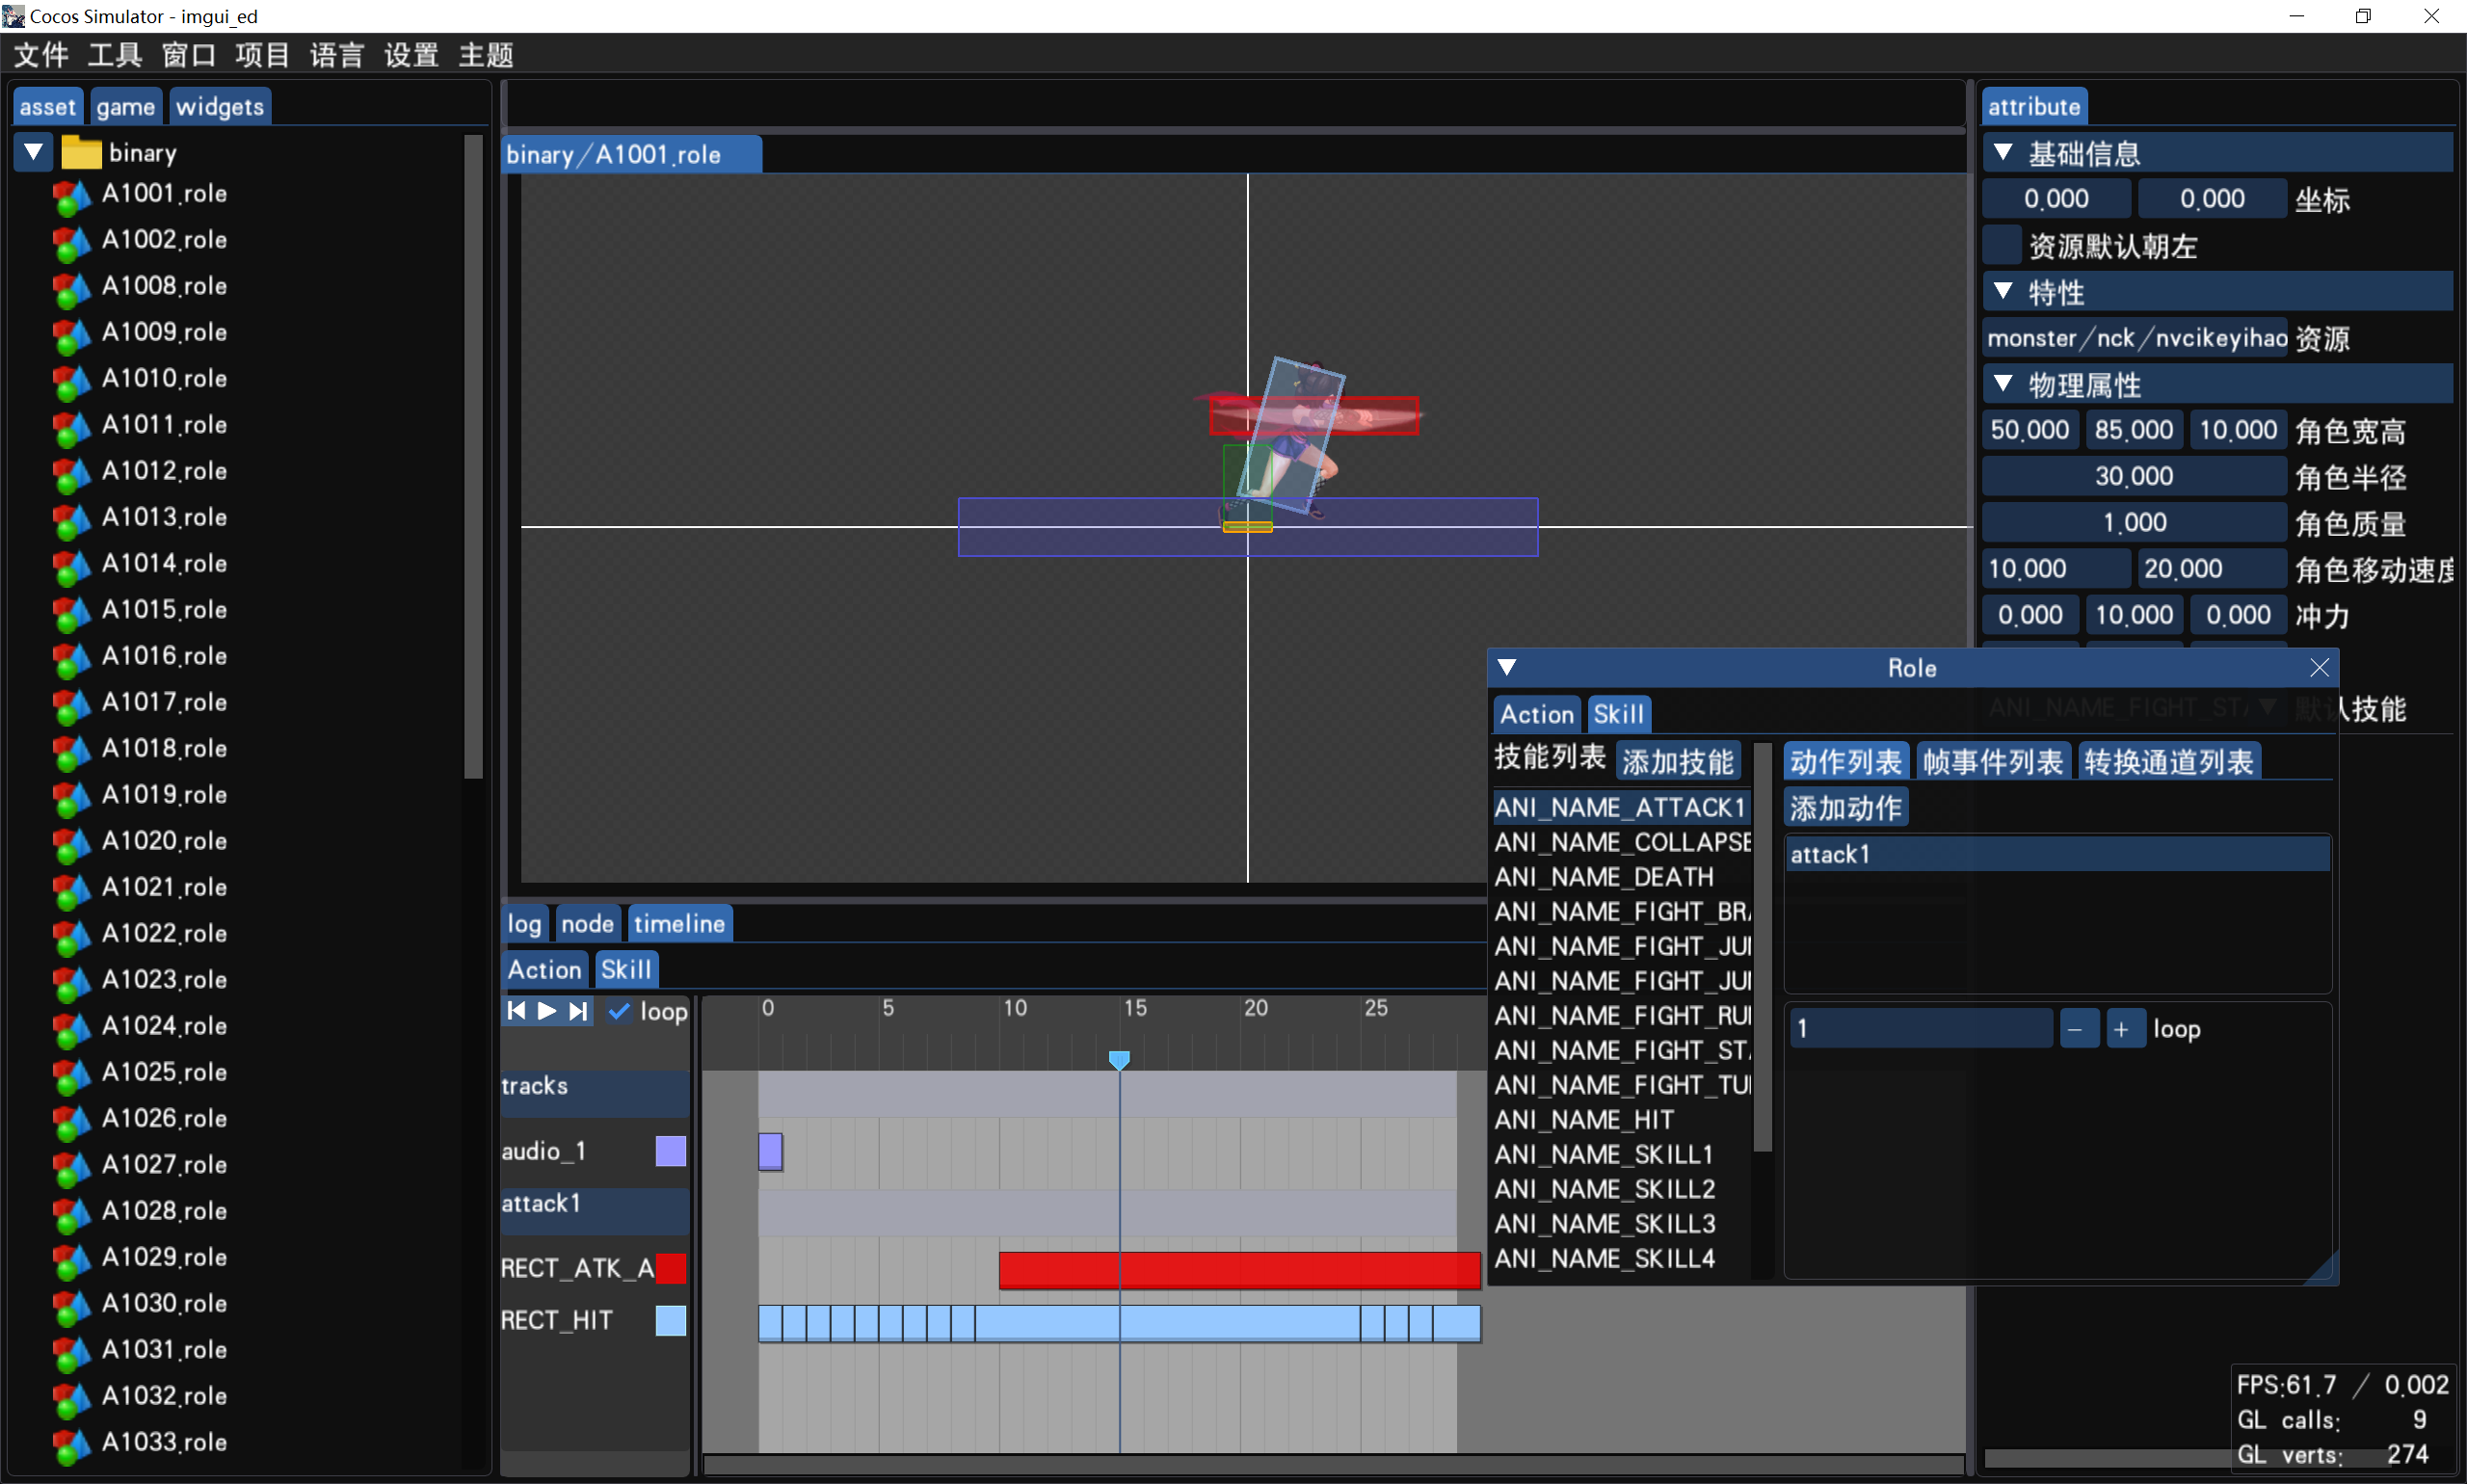 Cocos Simulator - imgui_ed
文件 工具 窗口 项目 语言 设置 主题
asset game widgets
binary
A1001.role
A1002.role
A1008.role
A1009.role
A1010.role
A1011.role
A1012.role
A1013.role
A1014.role
A1015.role
A1016.role
A1017.role
A1018.role
A1019.role
A1020.role
A1021.role
A1022.role
A1023.role
A1024.role
A1025.role
A1026.role
A1027.role
A1028.role
A1029.role
A1030.role
A1031.role
A1032.role
A1033.role
binary/A1001.role
log node timeline
Action Skill
loop
0 5 10 15 20 25
tracks
audio_1
attack1
RECT_ATK_A
RECT_HIT
attribute
基础信息
0.000 0.000 坐标
资源默认朝左
特性
monster/nck/nvcikeyihao 资源
物理属性
50.000 85.000 10.000 角色宽高
30.000 角色半径
1.000 角色质量
10.000 20.000 角色移动速度
0.000 10.000 0.000 冲力
ANI_NAME_FIGHT_STA 默认技能
Role
Action Skill
技能列表 添加技能
ANI_NAME_ATTACK1
ANI_NAME_COLLAPSE
ANI_NAME_DEATH
ANI_NAME_FIGHT_BRA
ANI_NAME_FIGHT_JUI
ANI_NAME_FIGHT_JUI
ANI_NAME_FIGHT_RUI
ANI_NAME_FIGHT_STA
ANI_NAME_FIGHT_TUI
ANI_NAME_HIT
ANI_NAME_SKILL1
ANI_NAME_SKILL2
ANI_NAME_SKILL3
ANI_NAME_SKILL4
动作列表 帧事件列表 转换通道列表
添加动作
attack1
1 - + loop
FPS:61.7 / 0.002
GL calls: 9
GL verts: 274